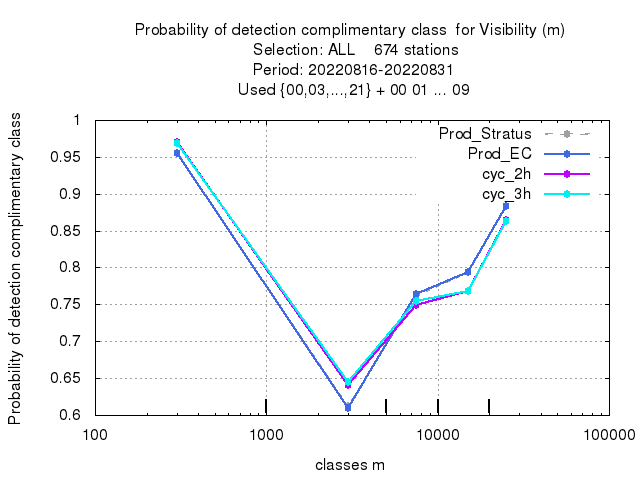 Probability of detection complimentary class  for Visibility (m)
Selection: ALL    674 stations
Period: 20220816-20220831
Used {00,03,...,21} + 00 01 ... 09
Probability of detection complimentary class
1
0.95
0.9
0.85
0.8
0.75
0.7
0.65
0.6
Prod_Stratus
Prod_EC
cyc_2h
cyc_3h
100 1000 10000 100000
classes m